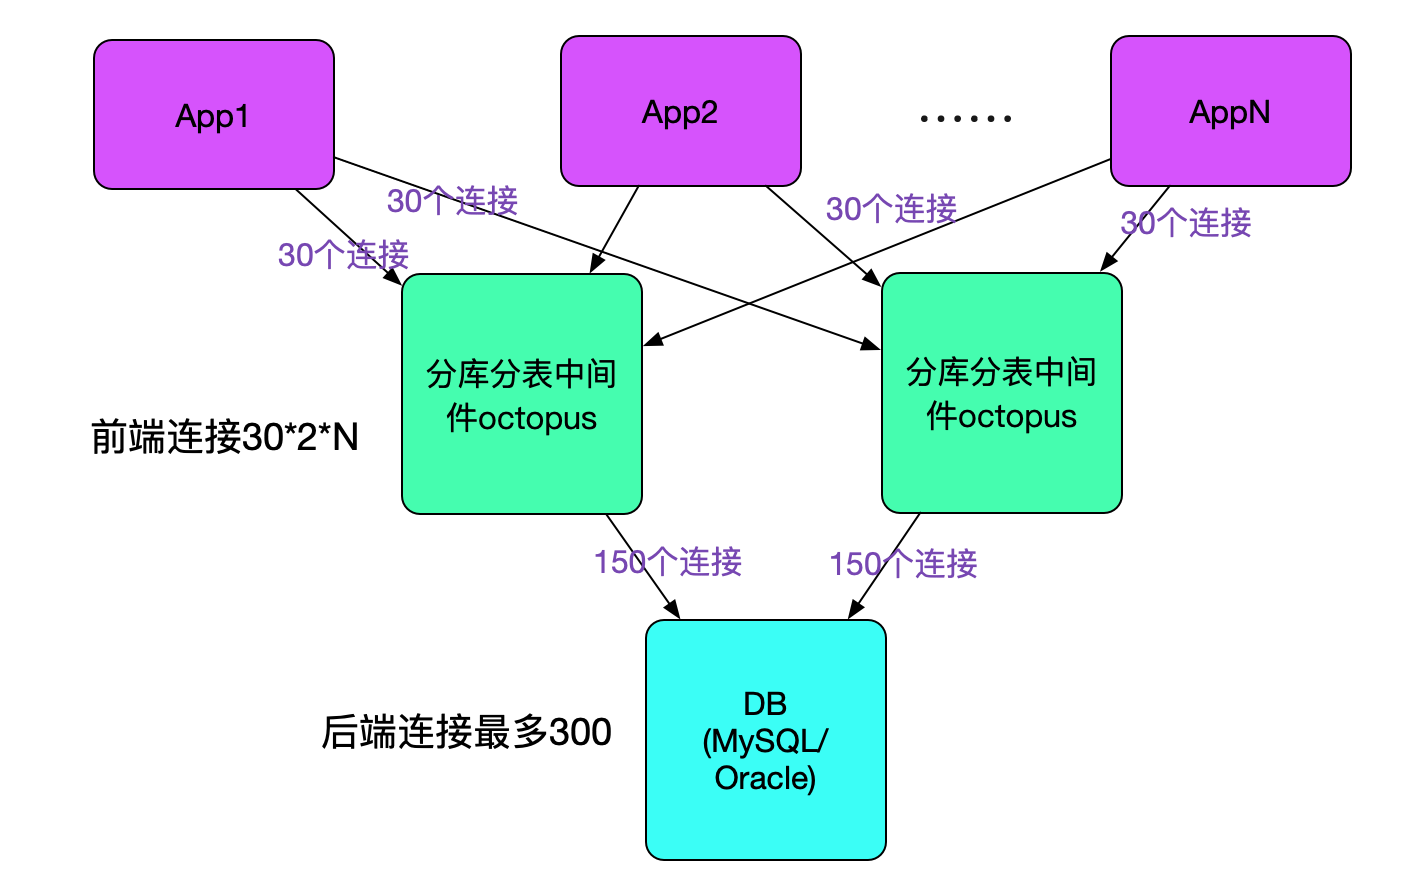 App1
App2
......
AppN
30个连接
30个连接
30个连接
30个连接
分库分表中间
件octopus
分库分表中间
件octopus
前端连接30*2*N
150个连接
150个连接
DB
(MySQL/
Oracle)
后端连接最多300